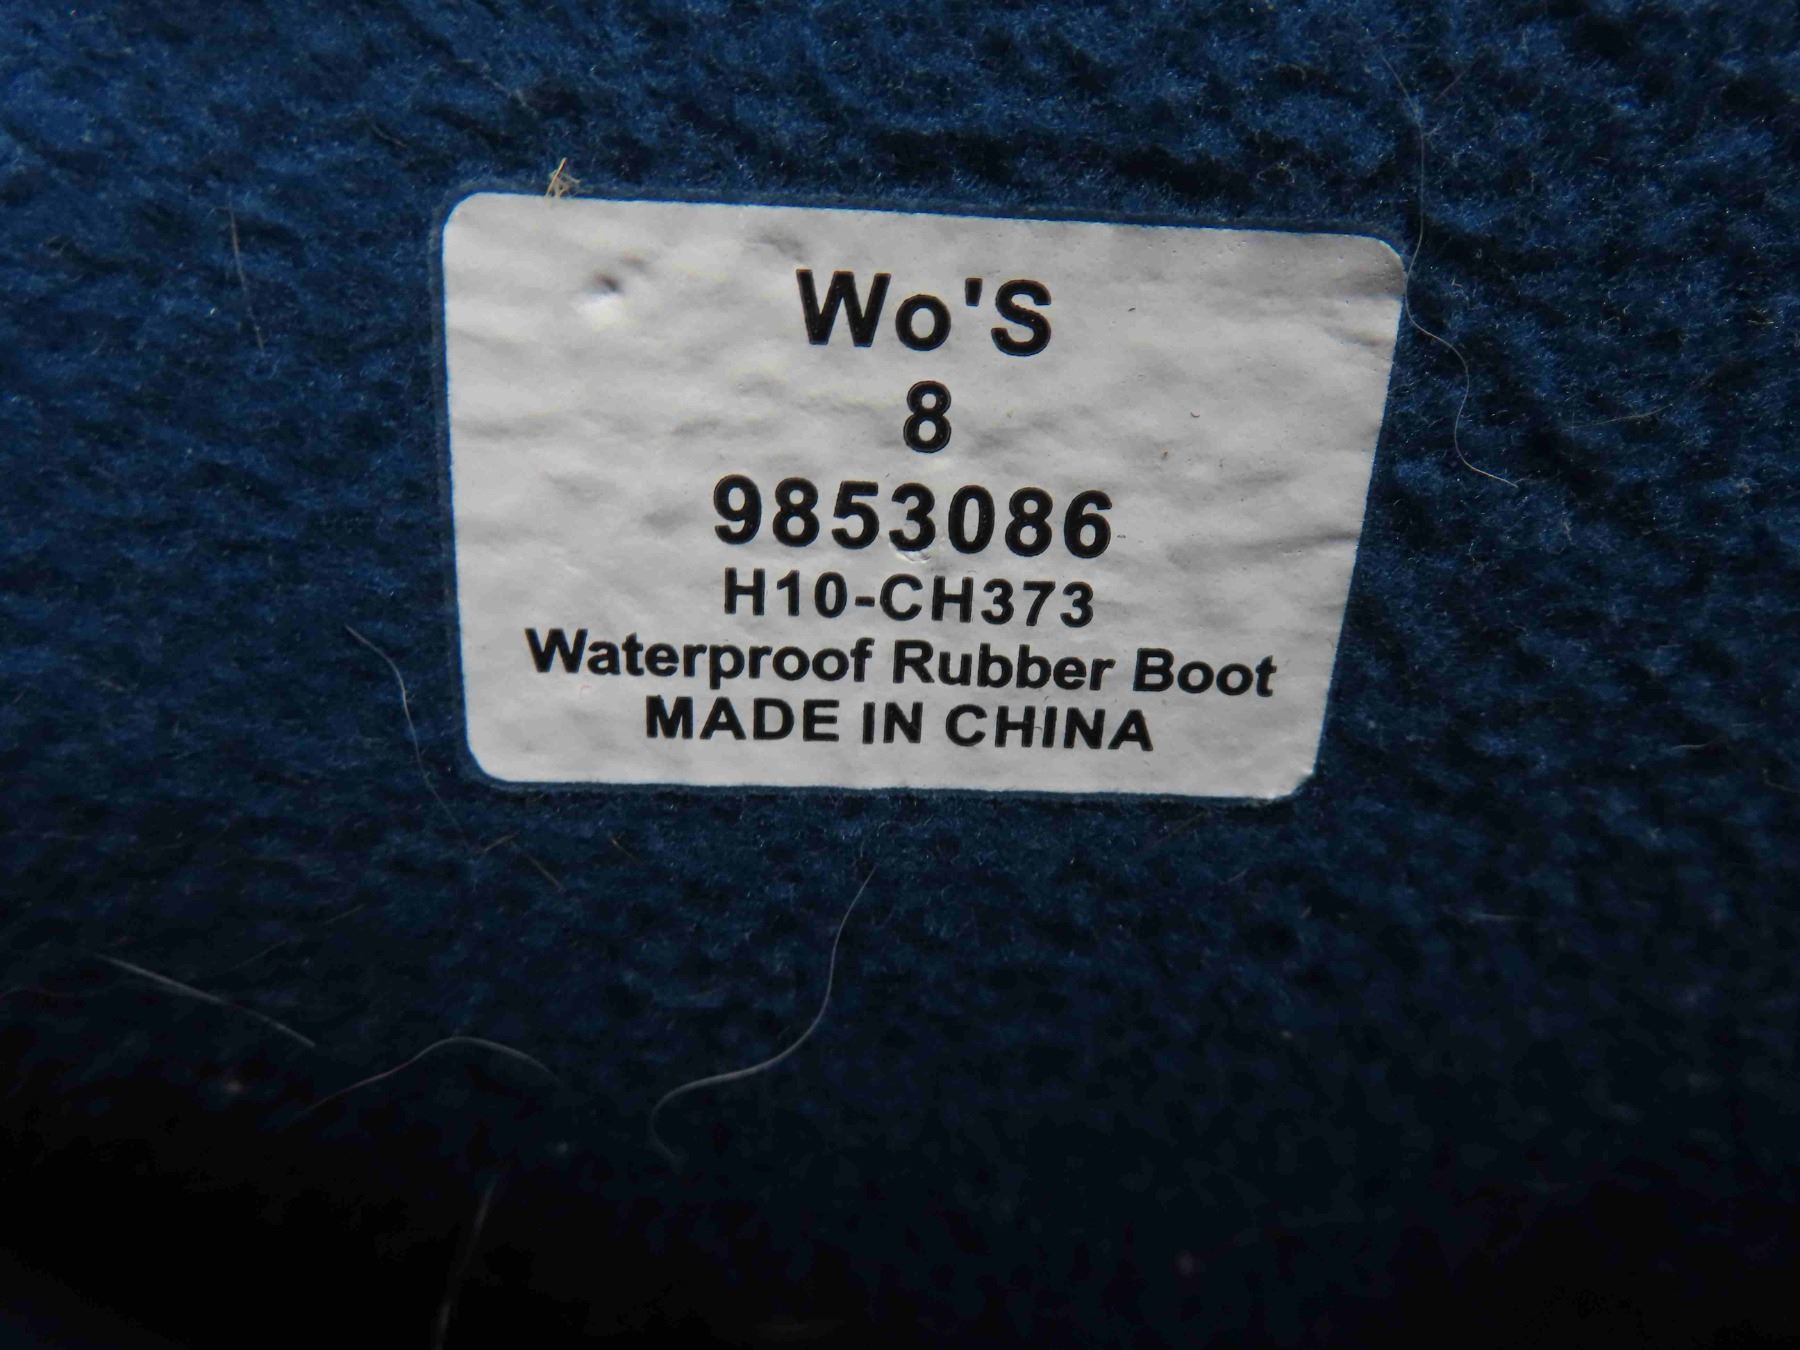 Wo'S
8
9853086
H10-CH373
Waterproof Rubber Boot
MADE IN CHINA